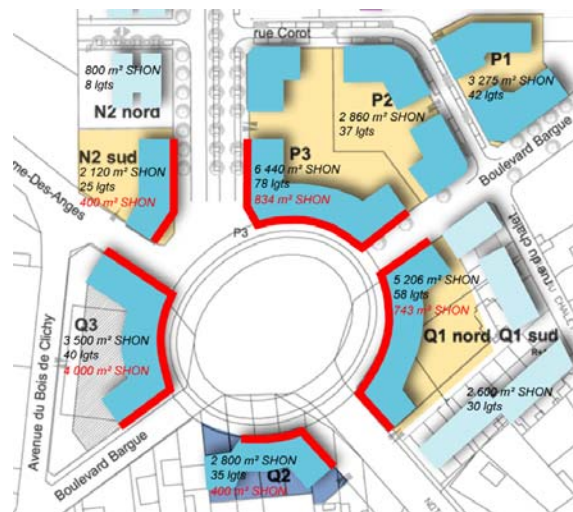 rue Corot
P1
3 275 m² SHON
42 lgts
800 m² SHON
8 lgts
N2 nord
P2
2 860 m² SHON
37 lgts
Boulevard Bargue
N2 sud
2 120 m² SHON
25 lgts
400 m² SHON
me-Des-Anges
P3
6 440 m² SHON
78 lgts
834 m² SHON
P3
rue du chalet
5 206 m² SHON
58 lgts
743 m² SHON
Q1 nord
Q1 sud
2 600 m² SHON
30 lgts
Avenue du Bois de Clichy
Q3
3 500 m² SHON
40 lgts
4 000 m² SHON
Boulevard Bargue
2 800 m² SHON
35 lgts
Q2
400 m² SHON